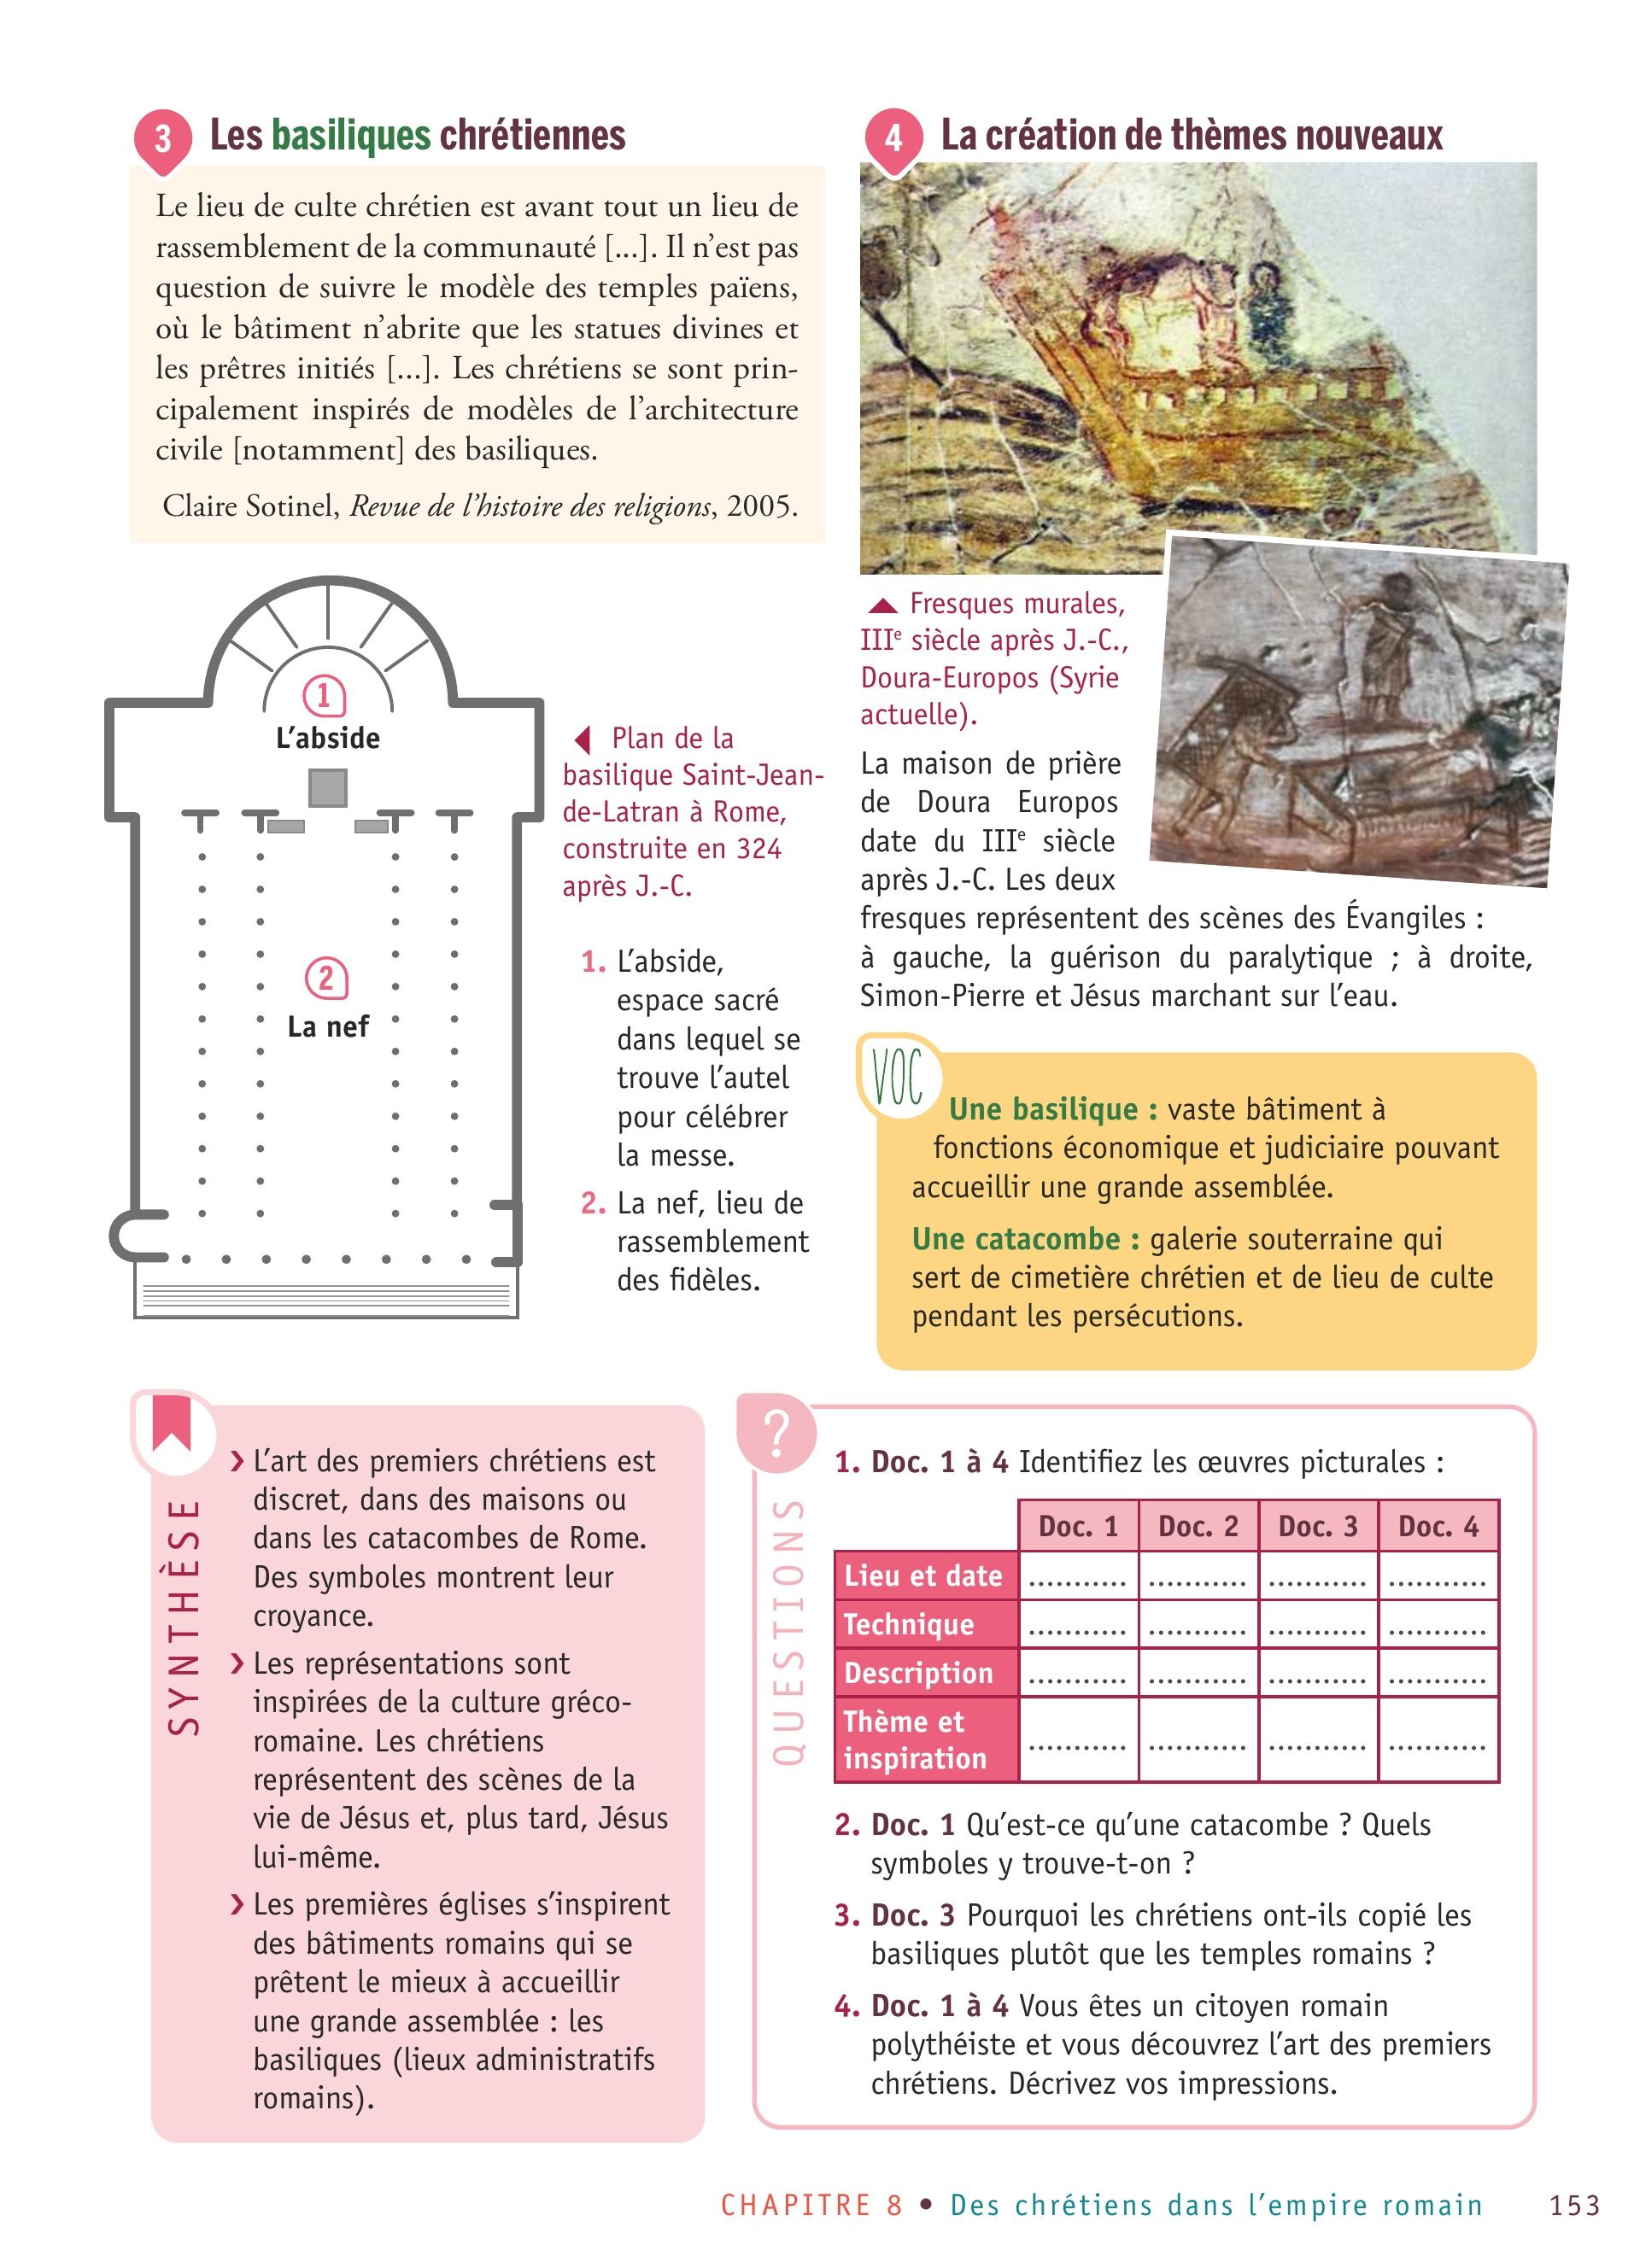 3 Les basiliques chrétiennes
Le lieu de culte chrétien est avant tout un lieu de
rassemblement de la communauté [...]. Il n’est pas
question de suivre le modèle des temples païens,
où le bâtiment n’abrite que les statues divines et
les prêtres initiés [...]. Les chrétiens se sont prin-
cipalement inspirés de modèles de l’architecture
civile [notamment] des basiliques.
Claire Sotinel, Revue de l’histoire des religions, 2005.
1
L’abside
2
La nef
Plan de la
basilique Saint-Jean-
de-Latran à Rome,
construite en 324
après J.-C.
1. L’abside,
espace sacré
dans lequel se
trouve l’autel
pour célébrer
la messe.
2. La nef, lieu de
rassemblement
des fidèles.
4 La création de thèmes nouveaux
Fresques murales,
IIIe siècle après J.-C.,
Doura-Europos (Syrie
actuelle).
La maison de prière
de Doura Europos
date du IIIe siècle
après J.-C. Les deux
fresques représentent des scènes des Évangiles :
à gauche, la guérison du paralytique ; à droite,
Simon-Pierre et Jésus marchant sur l’eau.
VOC
Une basilique : vaste bâtiment à
fonctions économique et judiciaire pouvant
accueillir une grande assemblée.
Une catacombe : galerie souterraine qui
sert de cimetière chrétien et de lieu de culte
pendant les persécutions.
SYNTHÈSE
› L’art des premiers chrétiens est
discret, dans des maisons ou
dans les catacombes de Rome.
Des symboles montrent leur
croyance.
› Les représentations sont
inspirées de la culture gréco-
romaine. Les chrétiens
représentent des scènes de la
vie de Jésus et, plus tard, Jésus
lui-même.
› Les premières églises s’inspirent
des bâtiments romains qui se
prêtent le mieux à accueillir
une grande assemblée : les
basiliques (lieux administratifs
romains).
?
QUESTIONS
1. Doc. 1 à 4 Identifiez les œuvres picturales :
Doc. 1 Doc. 2 Doc. 3 Doc. 4
Lieu et date ........... ........... ........... ...........
Technique ........... ........... ........... ...........
Description ........... ........... ........... ...........
Thème et
inspiration ........... ........... ........... ...........
2. Doc. 1 Qu’est-ce qu’une catacombe ? Quels
symboles y trouve-t-on ?
3. Doc. 3 Pourquoi les chrétiens ont-ils copié les
basiliques plutôt que les temples romains ?
4. Doc. 1 à 4 Vous êtes un citoyen romain
polythéiste et vous découvrez l’art des premiers
chrétiens. Décrivez vos impressions.
CHAPITRE 8 • Des chrétiens dans l’empire romain 153